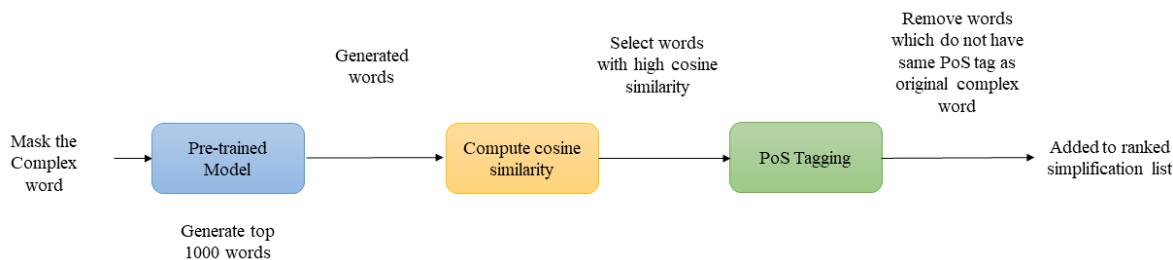 Mask the
Complex
word
Pre-trained
Model
Generate top
1000 words
Generated
words
Compute cosine
similarity
Select words
with high cosine
similarity
PoS Tagging
Remove words
which do not have
same PoS tag as
original complex
word
Added to ranked
simplification list